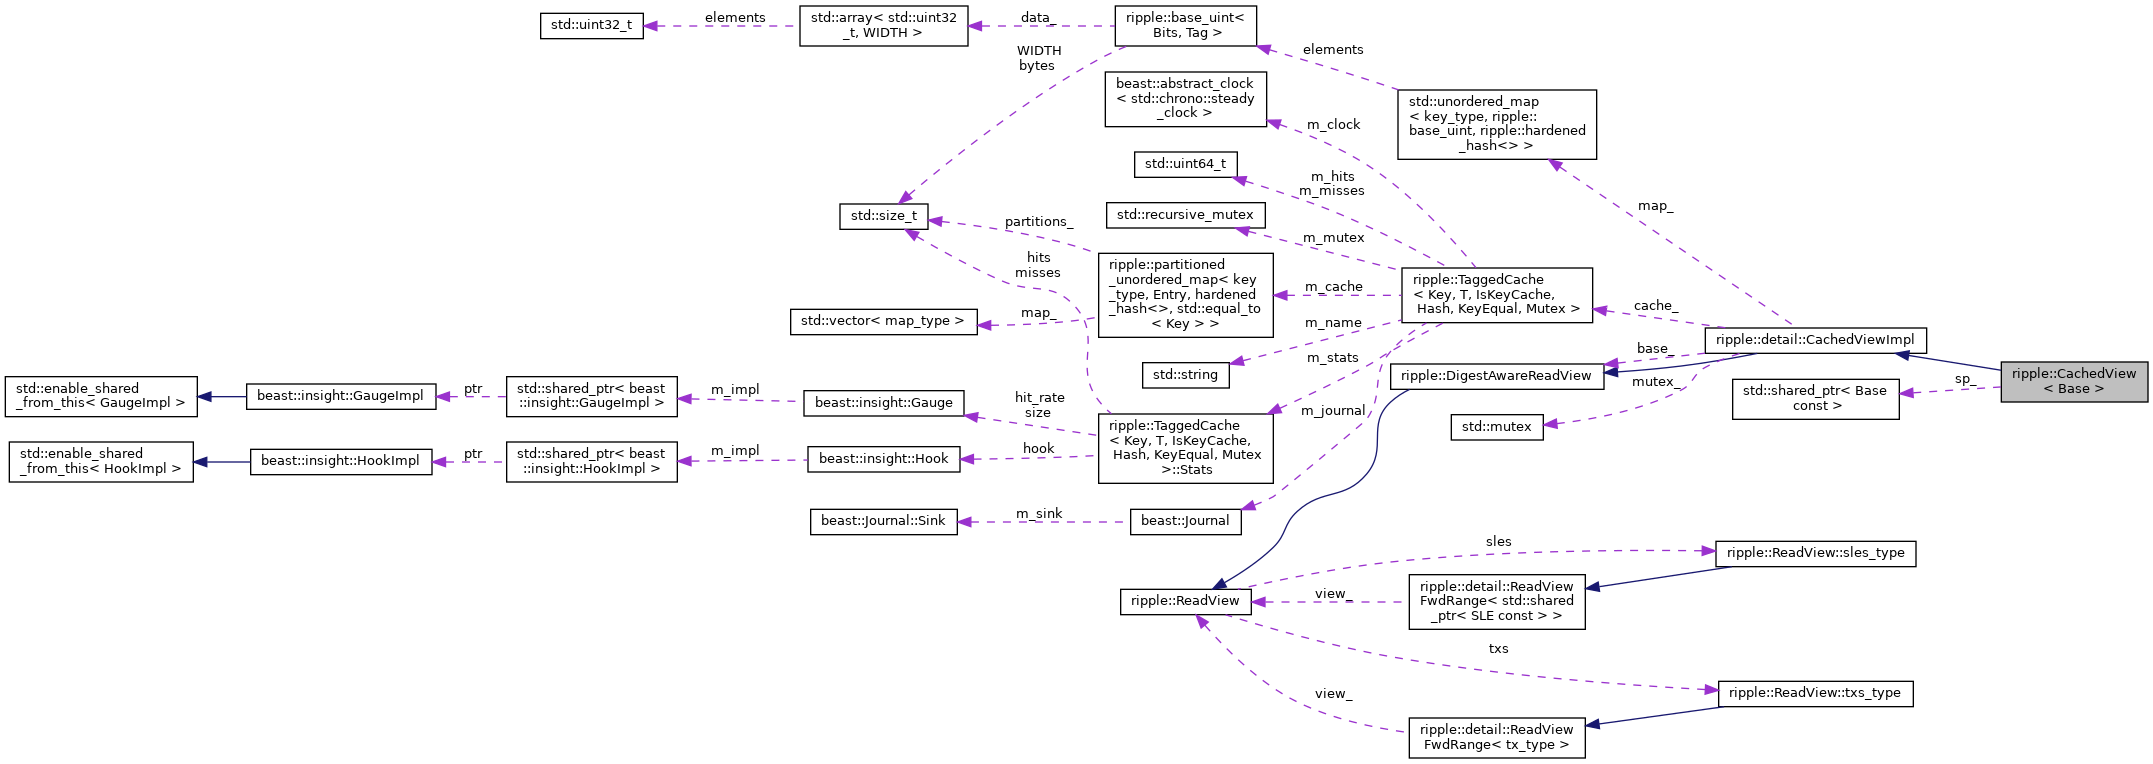 std::uint32_t
elements
std::array< std::uint32
_t, WIDTH >
data_
ripple::base_uint<
Bits, Tag >
WIDTH
bytes
elements
beast::abstract_clock
< std::chrono::steady
_clock >
std::unordered_map
< key_type, ripple::
base_uint, ripple::hardened
_hash<> >
m_clock
std::uint64_t
m_hits
m_misses
map_
std::size_t
partitions_
std::recursive_mutex
m_mutex
hits
misses
ripple::partitioned
_unordered_map< key
_type, Entry, hardened
_hash<>, std::equal_to
< Key > >
m_cache
ripple::TaggedCache
< Key, T, IsKeyCache,
Hash, KeyEqual, Mutex >
cache_
std::vector< map_type >
map_
m_name
ripple::detail::CachedViewImpl
std::string
m_stats
base_
ripple::DigestAwareReadView
mutex_
ripple::CachedView
< Base >
sp_
std::shared_ptr< Base
const >
std::enable_shared
_from_this< GaugeImpl >
beast::insight::GaugeImpl
ptr
std::shared_ptr< beast
::insight::GaugeImpl >
m_impl
beast::insight::Gauge
hit_rate
size
m_journal
std::mutex
ripple::TaggedCache
< Key, T, IsKeyCache,
Hash, KeyEqual, Mutex
>::Stats
std::enable_shared
_from_this< HookImpl >
beast::insight::HookImpl
ptr
std::shared_ptr< beast
::insight::HookImpl >
m_impl
beast::insight::Hook
hook
beast::Journal::Sink
m_sink
beast::Journal
sles
ripple::ReadView::sles_type
ripple::ReadView
view_
ripple::detail::ReadView
FwdRange< std::shared
_ptr< SLE const > >
txs
ripple::ReadView::txs_type
view_
ripple::detail::ReadView
FwdRange< tx_type >